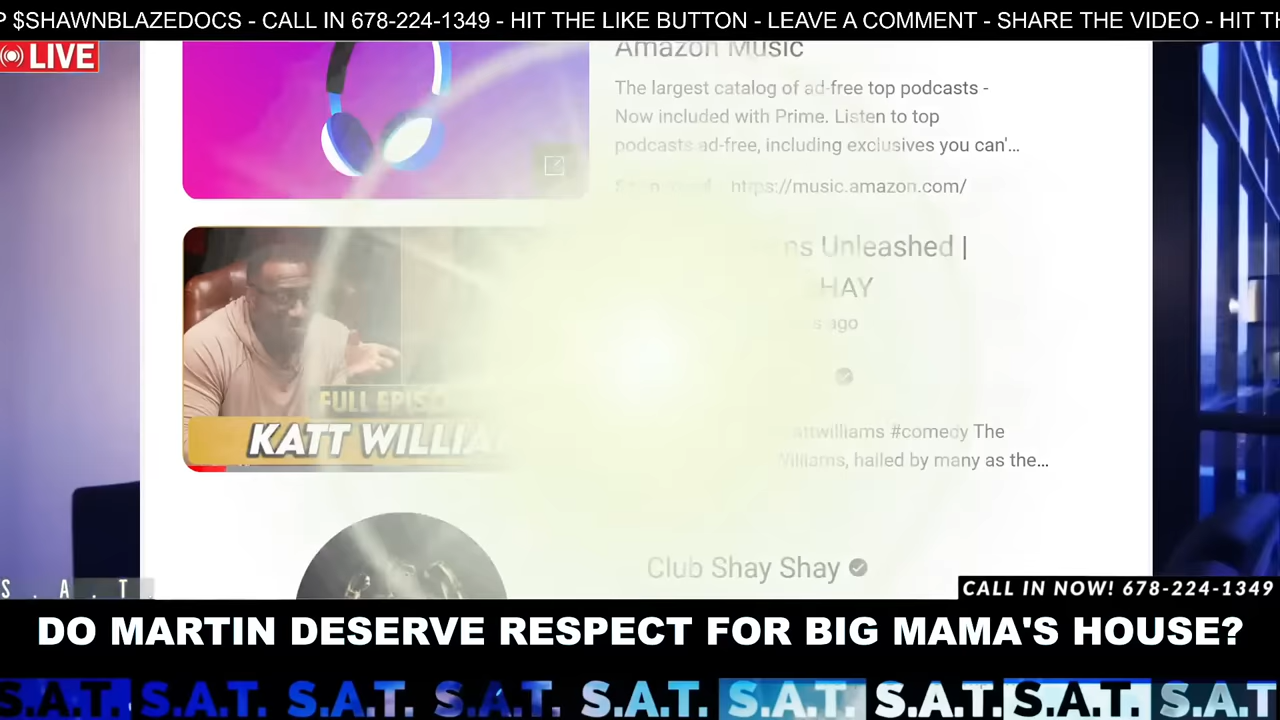 P $SHAWNBLAZEDOCS - CALL IN 678-224-1349 - HIT THE LIKE BUTTON - LEAVE A COMMENT - SHARE THE VIDEO - HIT TH
LIVE
Amazon Music
The largest catalog of ad-free top podcasts -
Now included with Prime. Listen to top
podcasts ad-free, including exclusives you can'...
https://music.amazon.com/
ns Unleashed |
HAY
s ago
FULL EPIS
KATT WILLIA
attwilliams #comedy The
Williams, hailed by many as the...
Club Shay Shay
S . A . T
CALL IN NOW! 678-224-1349
DO MARTIN DESERVE RESPECT FOR BIG MAMA'S HOUSE?
S.A.T. S.A.T. S.A.T. S.A.T. S.A.T. S.A.T. S.A.T. S.A.T. S.A.T